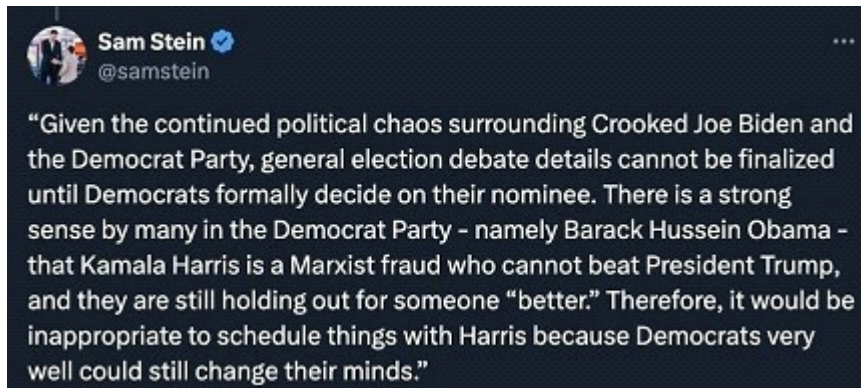 Sam Stein
@samstein
“Given the continued political chaos surrounding Crooked Joe Biden and
the Democrat Party, general election debate details cannot be finalized
until Democrats formally decide on their nominee. There is a strong
sense by many in the Democrat Party - namely Barack Hussein Obama -
that Kamala Harris is a Marxist fraud who cannot beat President Trump,
and they are still holding out for someone “better.” Therefore, it would be
inappropriate to schedule things with Harris because Democrats very
well could still change their minds.”